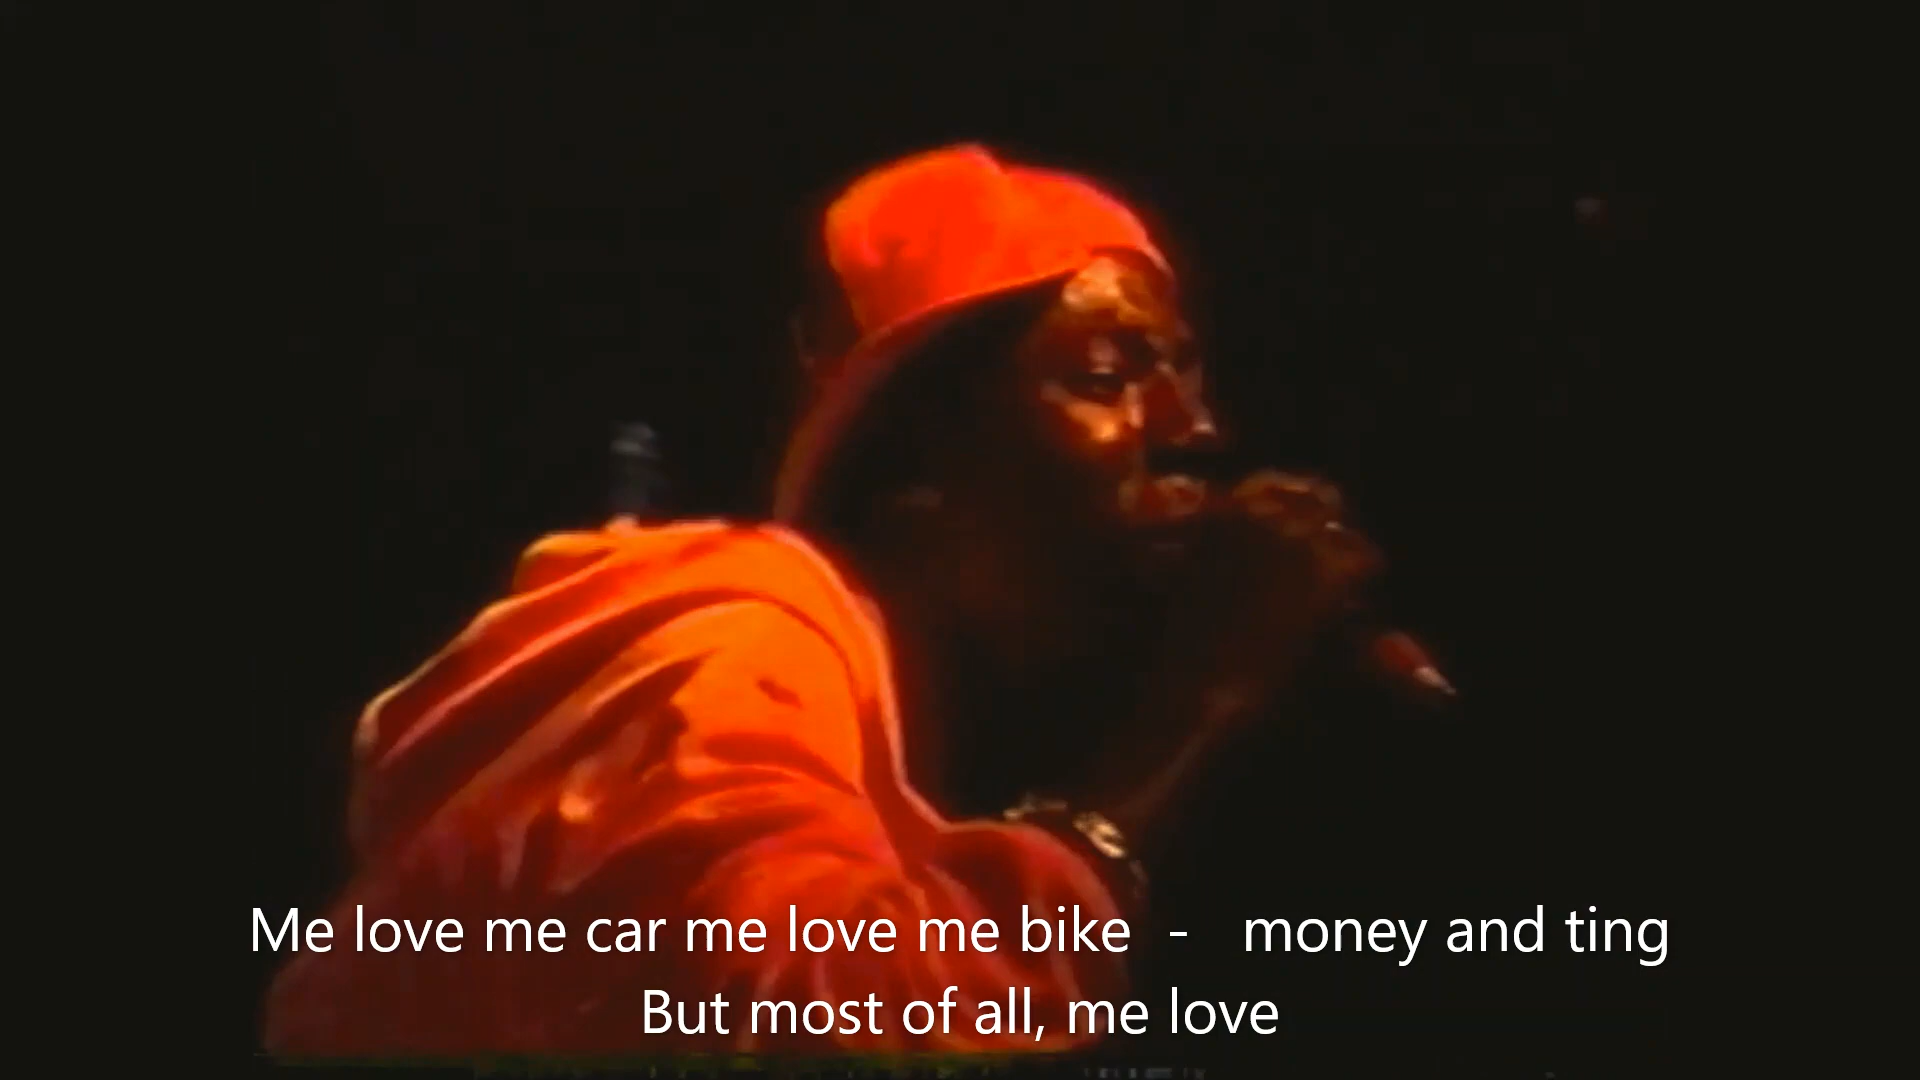 Me love me car me love me bike  -   money and ting
But most of all, me love